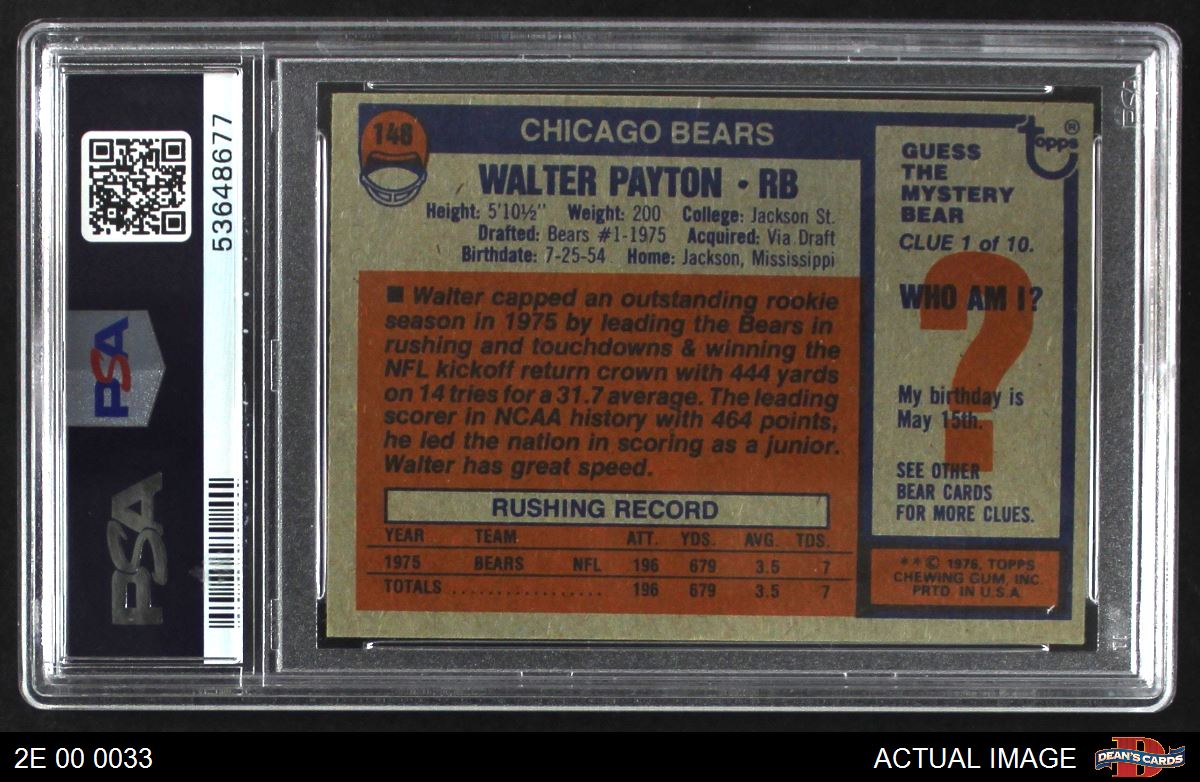 53648677
PSA
PSA
148
CHICAGO BEARS
WALTER PAYTON • RB
Height: 5'10½" Weight: 200 College: Jackson St.
Drafted: Bears #1-1975 Acquired: Via Draft
Birthdate: 7-25-54 Home: Jackson, Mississippi
■ Walter capped an outstanding rookie
season in 1975 by leading the Bears in
rushing and touchdowns & winning the
NFL kickoff return crown with 444 yards
on 14 tries for a 31.7 average. The leading
scorer in NCAA history with 464 points,
he led the nation in scoring as a junior.
Walter has great speed.
RUSHING RECORD
YEAR TEAM ATT. YDS. AVG. TDS.
1975 BEARS NFL 196 679 3.5 7
TOTALS .................. 196 679 3.5 7
Topps®
GUESS
THE
MYSTERY
BEAR
CLUE 1 of 10.
?
WHO AM I?
My birthday is
May 15th.
SEE OTHER
BEAR CARDS
FOR MORE CLUES.
**© 1976, TOPPS
CHEWING GUM, INC.
PRTD. IN U.S.A.
PSA
2E 00 0033
ACTUAL IMAGE
D
DEAN'S CARDS